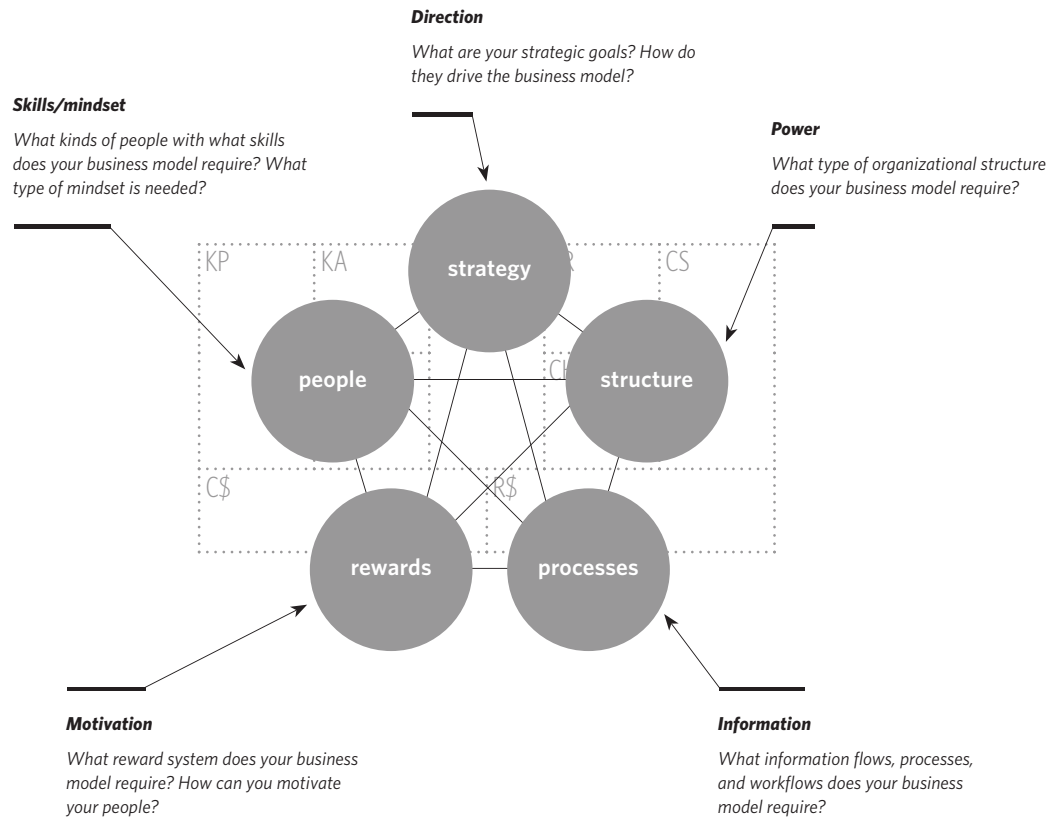 Direction
What are your strategic goals? How do
they drive the business model?
Skills/mindset
What kinds of people with what skills
does your business model require? What
type of mindset is needed?
Power
What type of organizational structure
does your business model require?
KP
KA
strategy
R
CS
people
CH
structure
C$
R$
rewards
processes
Motivation
What reward system does your business
model require? How can you motivate
your people?
Information
What information flows, processes,
and workflows does your business
model require?